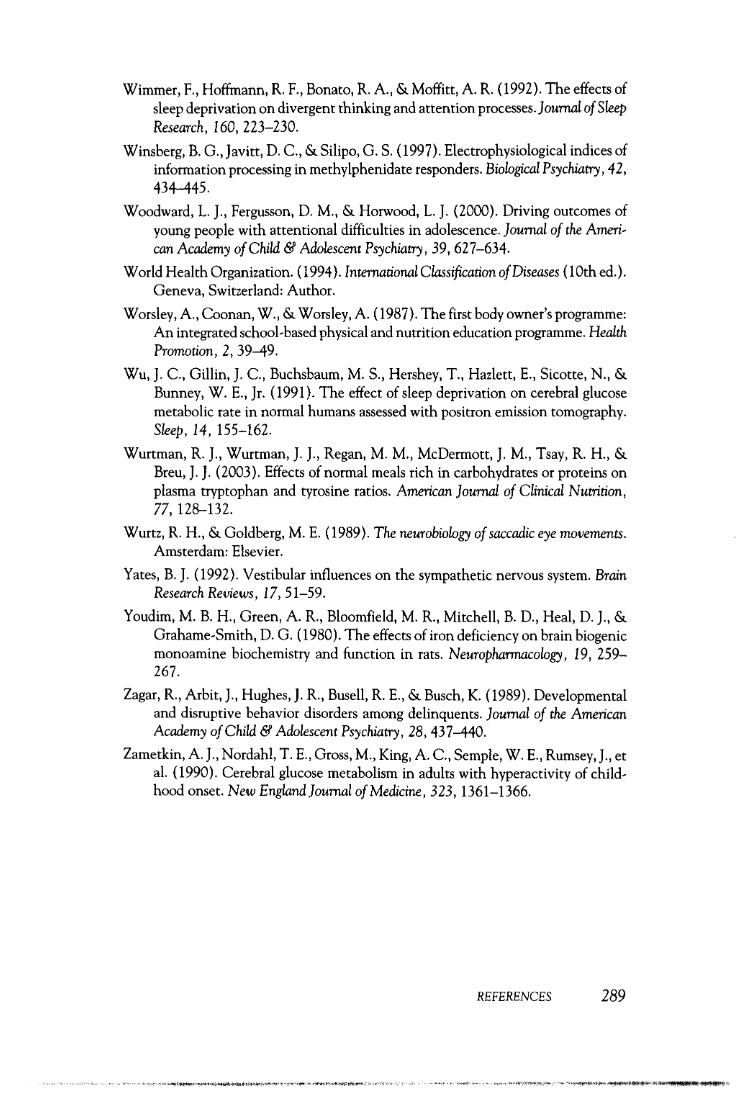 Wimmer, F., Hoffmann, R. F., Bonato, R. A., & Moffitt, A. R. (1992). The effects of
sleep deprivation on divergent thinking and attention processes. Journal of Sleep
Research, 160, 223–230.
Winsberg, B. G., Javitt, D. C., & Silipo, G. S. (1997). Electrophysiological indices of
information processing in methylphenidate responders. Biological Psychiatry, 42,
434–445.
Woodward, L. J., Fergusson, D. M., & Horwood, L. J. (2000). Driving outcomes of
young people with attentional difficulties in adolescence. Journal of the Ameri-
can Academy of Child & Adolescent Psychiatry, 39, 627–634.
World Health Organization. (1994). International Classification of Diseases (10th ed.).
Geneva, Switzerland: Author.
Worsley, A., Coonan, W., & Worsley, A. (1987). The first body owner's programme:
An integrated school-based physical and nutrition education programme. Health
Promotion, 2, 39–49.
Wu, J. C., Gillin, J. C., Buchsbaum, M. S., Hershey, T., Hazlett, E., Sicotte, N., &
Bunney, W. E., Jr. (1991). The effect of sleep deprivation on cerebral glucose
metabolic rate in normal humans assessed with positron emission tomography.
Sleep, 14, 155–162.
Wurtman, R. J., Wurtman, J. J., Regan, M. M., McDermott, J. M., Tsay, R. H., &
Breu, J. J. (2003). Effects of normal meals rich in carbohydrates or proteins on
plasma tryptophan and tyrosine ratios. American Journal of Clinical Nutrition,
77, 128–132.
Wurtz, R. H., & Goldberg, M. E. (1989). The neurobiology of saccadic eye movements.
Amsterdam: Elsevier.
Yates, B. J. (1992). Vestibular influences on the sympathetic nervous system. Brain
Research Reviews, 17, 51–59.
Youdim, M. B. H., Green, A. R., Bloomfield, M. R., Mitchell, B. D., Heal, D. J., &
Grahame-Smith, D. G. (1980). The effects of iron deficiency on brain biogenic
monoamine biochemistry and function in rats. Neuropharmacology, 19, 259–
267.
Zagar, R., Arbit, J., Hughes, J. R., Busell, R. E., & Busch, K. (1989). Developmental
and disruptive behavior disorders among delinquents. Journal of the American
Academy of Child & Adolescent Psychiatry, 28, 437–440.
Zametkin, A. J., Nordahl, T. E., Gross, M., King, A. C., Semple, W. E., Rumsey, J., et
al. (1990). Cerebral glucose metabolism in adults with hyperactivity of child-
hood onset. New England Journal of Medicine, 323, 1361–1366.
REFERENCES 289